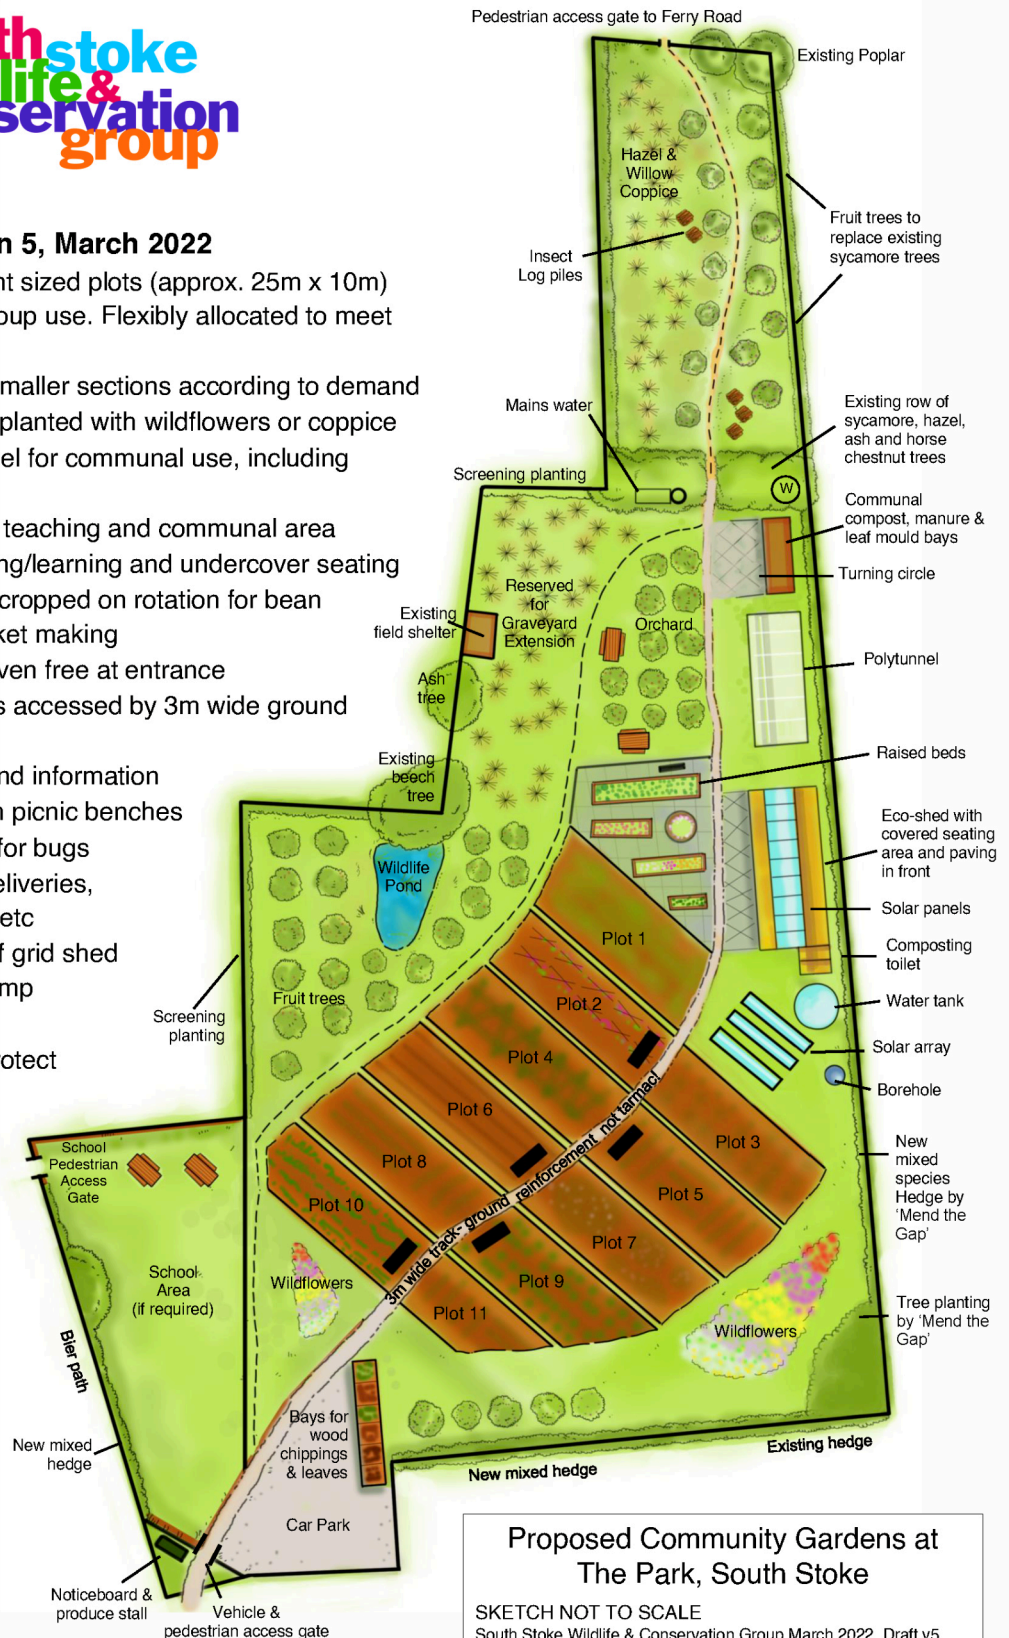 th
stoke
life &
servation
group
n 5, March 2022
nt sized plots (approx. 25m x 10m)
oup use. Flexibly allocated to meet
maller sections according to demand
planted with wildflowers or coppice
el for communal use, including
teaching and communal area
ng/learning and undercover seating
cropped on rotation for bean
ket making
ven free at entrance
s accessed by 3m wide ground
nd information
n picnic benches
for bugs
eliveries,
etc
f grid shed
mp
rotect
Pedestrian access gate to Ferry Road
Existing Poplar
Hazel &
Willow
Coppice
Fruit trees to
replace existing
sycamore trees
Insect
Log piles
Mains water
Existing row of
sycamore, hazel,
ash and horse
chestnut trees
Screening planting
W
Communal
compost, manure &
leaf mould bays
Turning circle
Reserved
for
Graveyard
Extension
Existing
field shelter
Orchard
Polytunnel
Ash
tree
Raised beds
Existing
beech
tree
Eco-shed with
covered seating
area and paving
in front
Wildlife
Pond
Solar panels
Plot 1
Composting
toilet
Fruit trees
Plot 2
Water tank
Screening
planting
Solar array
Plot 4
Borehole
Plot 6
Plot 3
New
mixed
species
Hedge by
'Mend the
Gap'
School
Pedestrian
Access
Gate
Plot 8
Plot 5
Plot 10
3m wide track- ground reinforcement not tarmac!
Plot 7
School
Area
(if required)
Wildflowers
Plot 9
Plot 11
Wildflowers
Tree planting
by 'Mend the
Gap'
Bier path
Bays for
wood
chippings
& leaves
New mixed
hedge
New mixed hedge
Existing hedge
Car Park
Noticeboard &
produce stall
Vehicle &
pedestrian access gate
Proposed Community Gardens at
The Park, South Stoke
SKETCH NOT TO SCALE
South Stoke Wildlife & Conservation Group March 2022, Draft v5